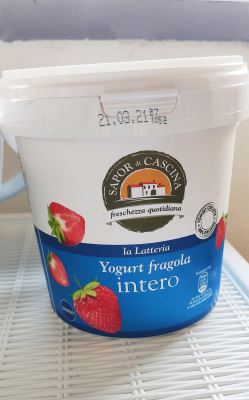 21.03.21
SAPOR di CASCINA
freschezza quotidiana
la Latteria
Yogurt fragola
intero